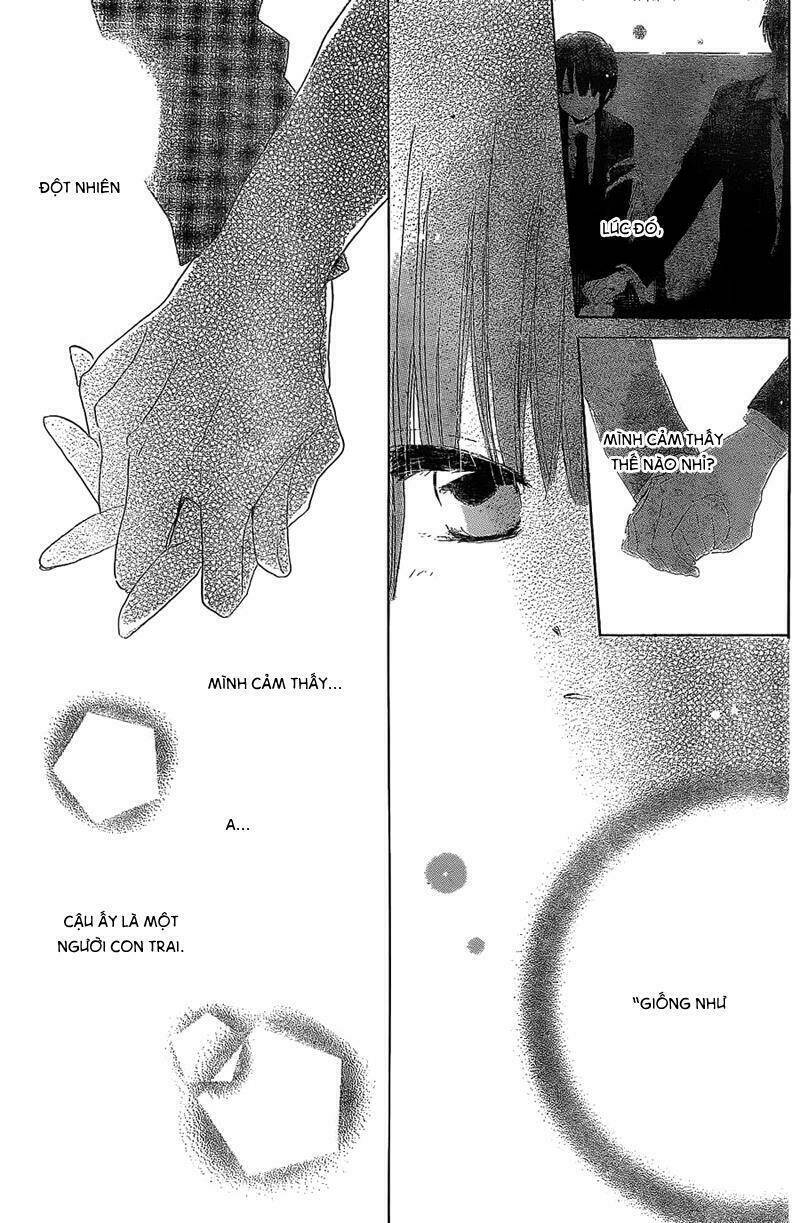 LÚC ĐÓ,
MÌNH CẢM THẤY
THẾ NÀO NHỈ?
"GIỐNG NHƯ
ĐỘT NHIÊN
MÌNH CẢM THẤY...
A...
CẬU ẤY LÀ MỘT
NGƯỜI CON TRAI.